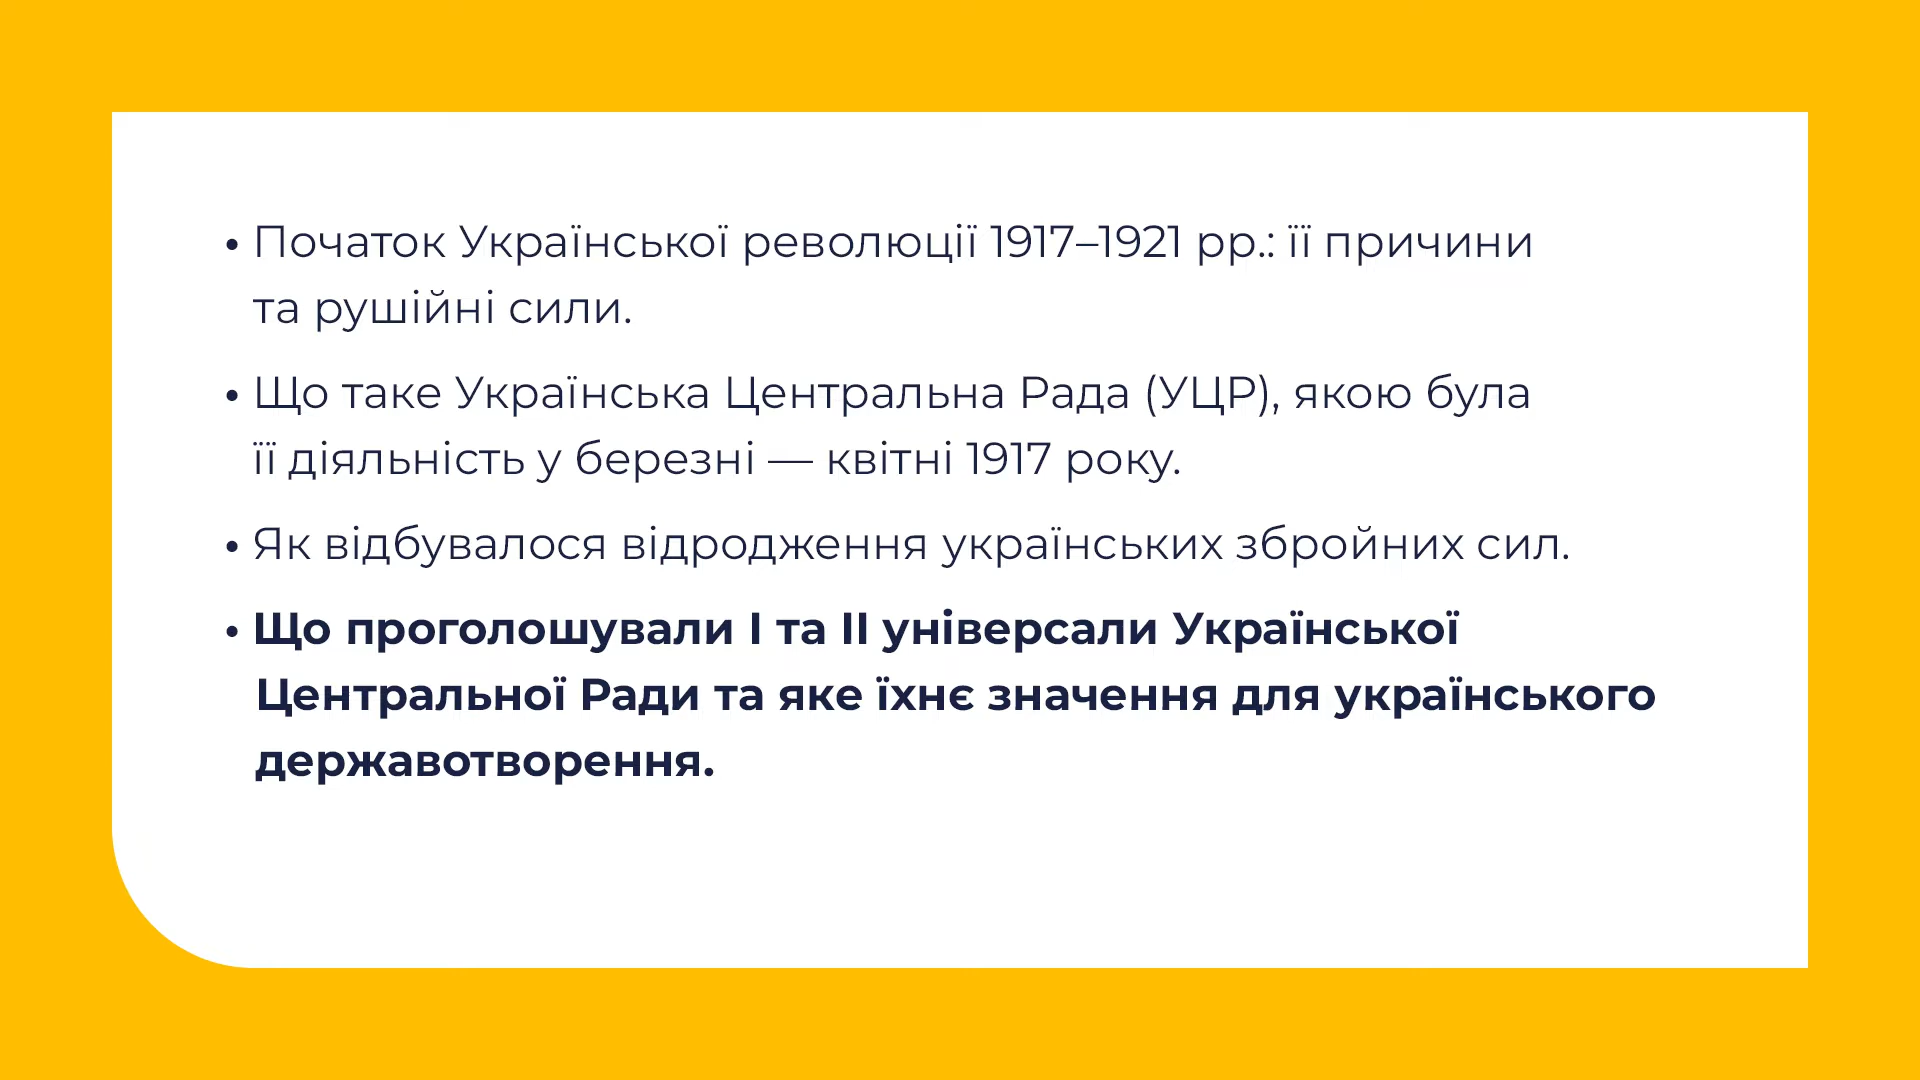 • Початок Української революції 1917–1921 рр.: її причини
та рушійні сили.
• Що таке Українська Центральна Рада (УЦР), якою була
її діяльність у березні — квітні 1917 року.
• Як відбувалося відродження українських збройних сил.
• Що проголошували І та ІІ універсали Української
Центральної Ради та яке їхнє значення для українського
державотворення.